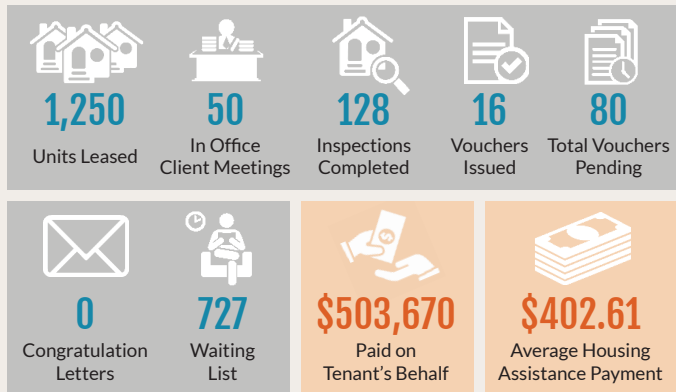 1,250
Units Leased
50
In Office
Client Meetings
128
Inspections
Completed
16
Vouchers
Issued
80
Total Vouchers
Pending
0
Congratulation
Letters
727
Waiting
List
$503,670
Paid on
Tenant's Behalf
$402.61
Average Housing
Assistance Payment